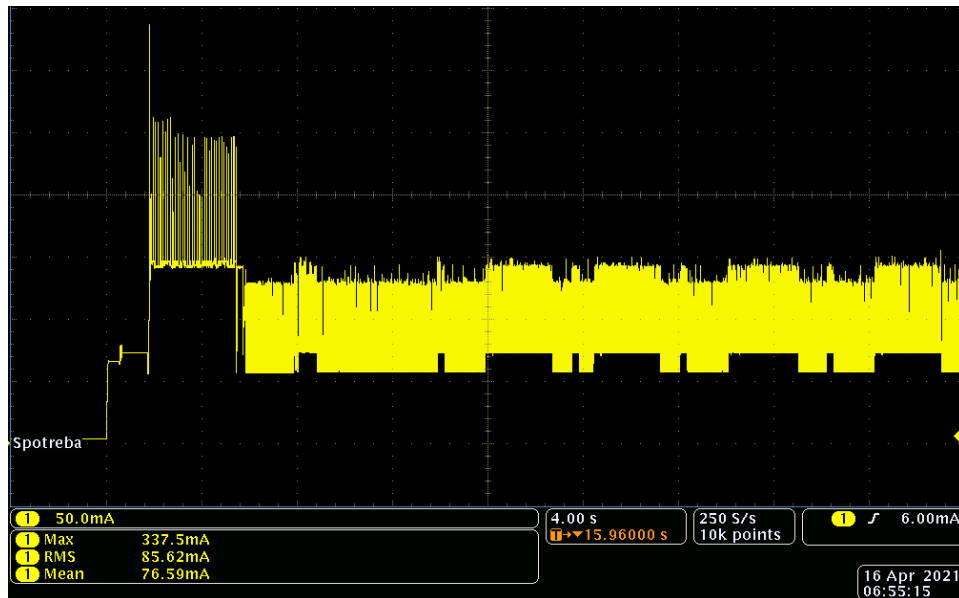 Spotreba
1 50.0mA
1 Max 337.5mA
1 RMS 85.62mA
1 Mean 76.59mA
4.00 s
T→▼15.96000 s
250 S/s
10k points
1 ƒ 6.00mA
16 Apr 2021
06:55:15